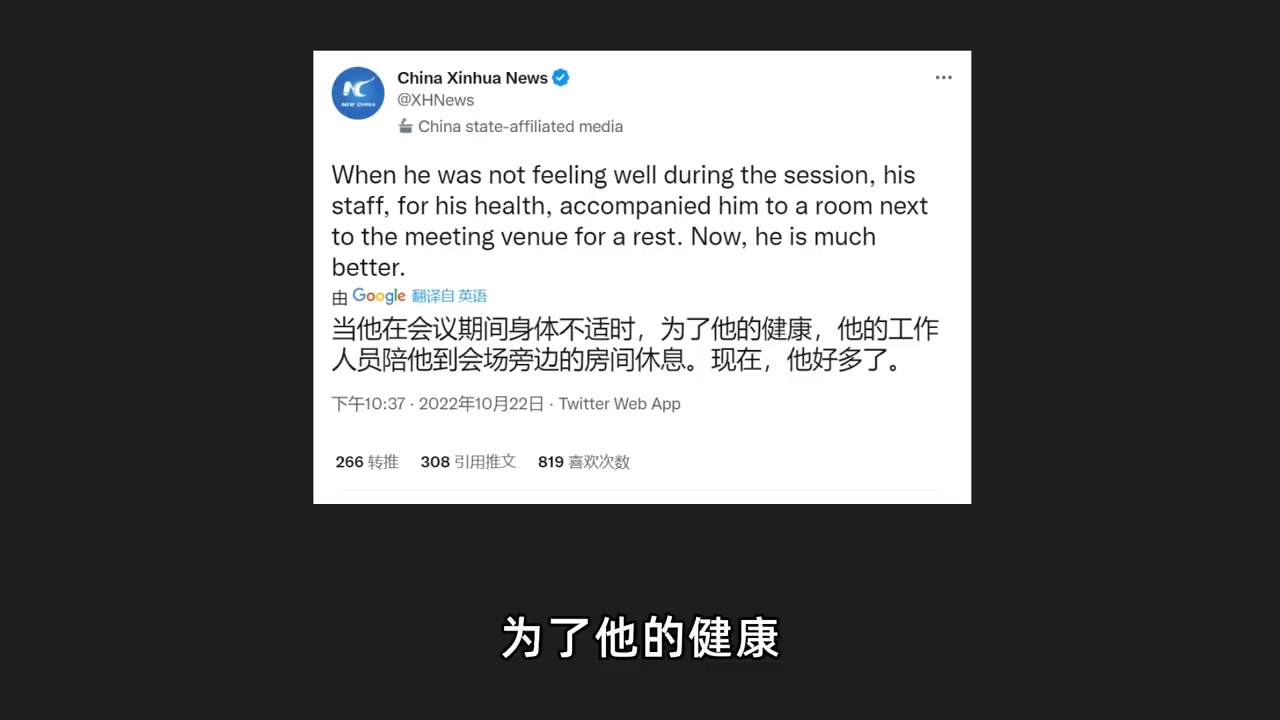 China Xinhua News
@XHNews
China state-affiliated media
NEW CHINA
When he was not feeling well during the session, his
staff, for his health, accompanied him to a room next
to the meeting venue for a rest. Now, he is much
better.
由 Google 翻译自 英语
当他在会议期间身体不适时，为了他的健康，他的工作
人员陪他到会场旁边的房间休息。现在，他好多了。
下午10:37 · 2022年10月22日 · Twitter Web App
266 转推 308 引用推文 819 喜欢次数
为了他的健康